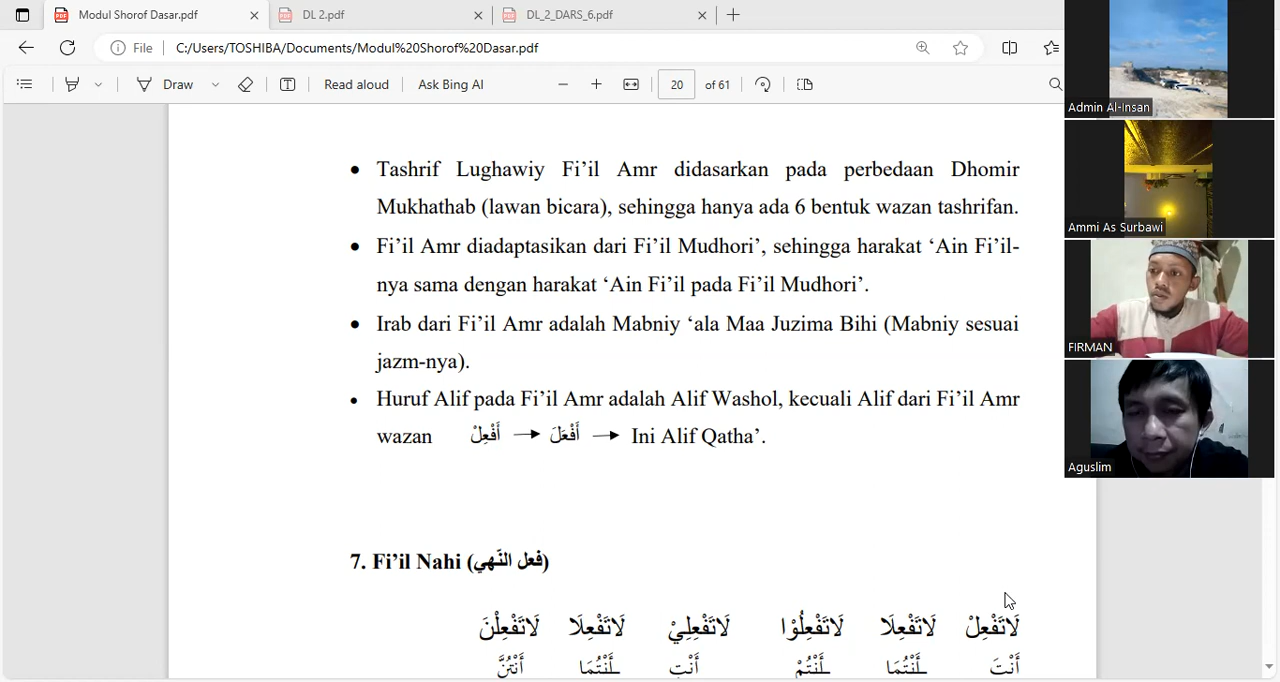 Modul Shorof Dasar.pdf
DL 2.pdf
DL_2_DARS_6.pdf
File
C:/Users/TOSHIBA/Documents/Modul%20Shorof%20Dasar.pdf
Draw
Read aloud
Ask Bing AI
20 of 61
Admin Al-Insan
Ammi As Surbawi
FIRMAN
Aguslim
• Tashrif Lughawiy Fi’il Amr didasarkan pada perbedaan Dhomir
Mukhathab (lawan bicara), sehingga hanya ada 6 bentuk wazan tashrifan.
• Fi’il Amr diadaptasikan dari Fi’il Mudhori’, sehingga harakat ‘Ain Fi’il-
nya sama dengan harakat ‘Ain Fi’il pada Fi’il Mudhori’.
• Irab dari Fi’il Amr adalah Mabniy ‘ala Maa Juzima Bihi (Mabniy sesuai
jazm-nya).
• Huruf Alif pada Fi’il Amr adalah Alif Washol, kecuali Alif dari Fi’il Amr
wazan أَفْعِلْ → أَفْعَلَ → Ini Alif Qatha’.
7. Fi’il Nahi (فعل النَّهي)
لَاتَفْعِلْ لَاتَفْعِلَا لَاتَفْعِلُوْا لَاتَفْعِلِيْ لَاتَفْعِلَا لَاتَفْعِلْنَ
أَنْتَ ـأَنْتُمَا ـأَنْتُمْ أَنْتِ ـأَنْتُمَا أَنْتُنَّ